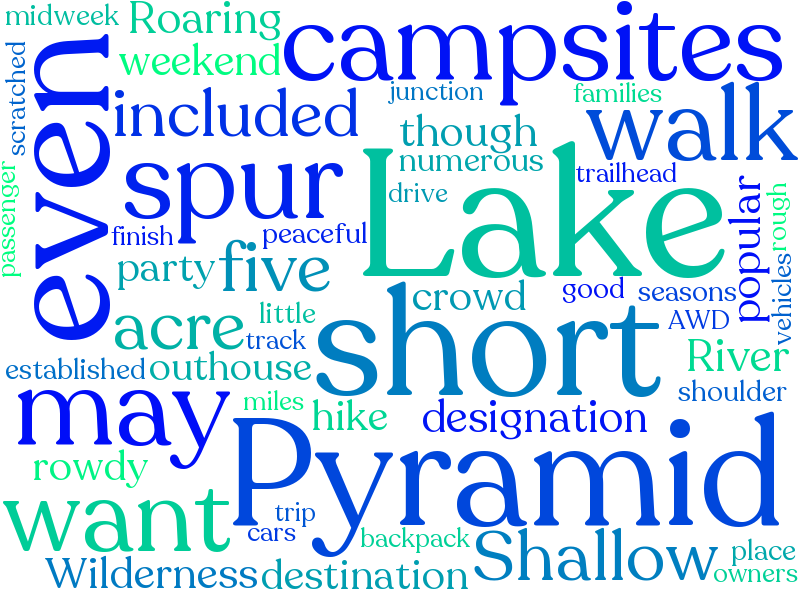 midweek
Roaring
campsites
weekend
scratched
even
included
junction
families
walk
though
numerous
spur
Lake
trailhead
drive
passenger
popular
rough
finish
peaceful
party
five
vehicles
crowd
good
seasons
acre
little
AWD
track
short
River
established
outhouse
may
miles
hike
designation
shoulder
rowdy
Pyramid
want
trip
cars
backpack
Shallow
place
Wilderness
destination
owners